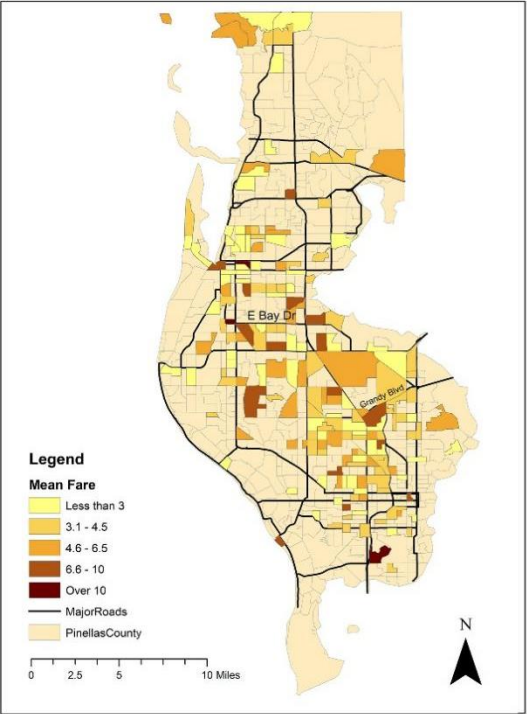 E Bay Dr
Grandy Blvd
Legend
Mean Fare
Less than 3
3.1 - 4.5
4.6 - 6.5
6.6 - 10
Over 10
MajorRoads
PinellasCounty
N
0 2.5 5 10 Miles